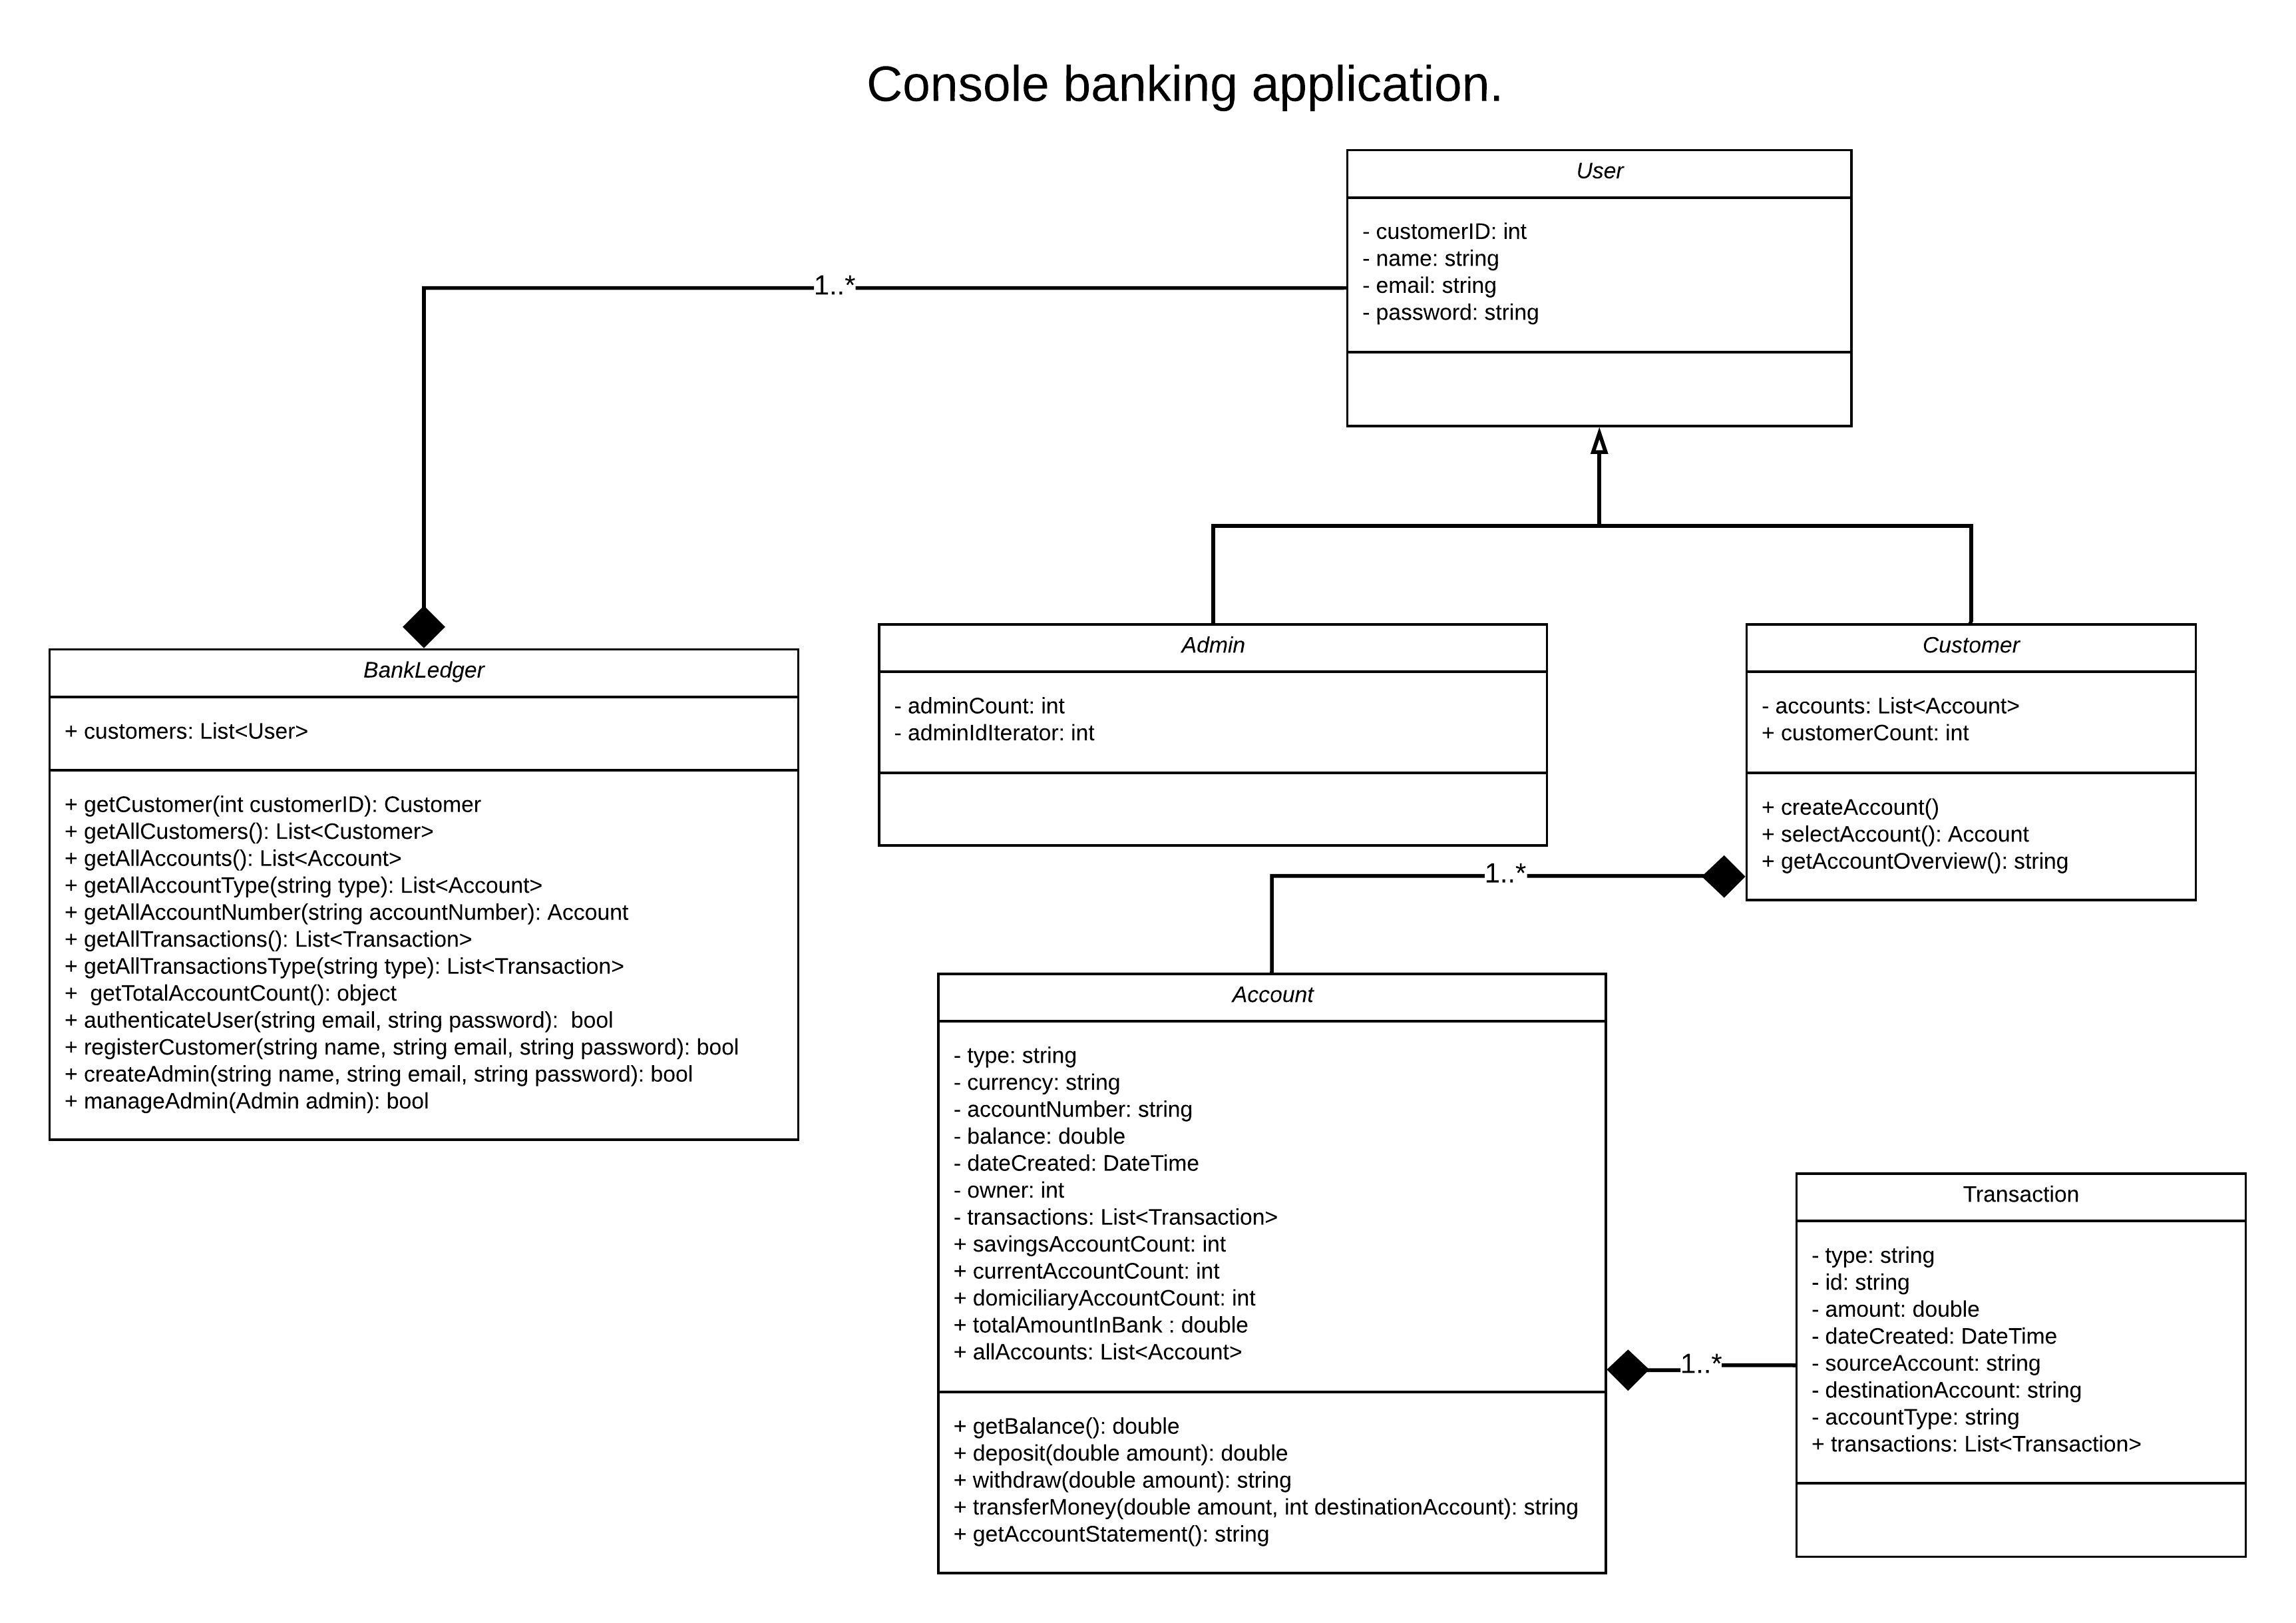 Console banking application.
User
- customerID: int
- name: string
- email: string
- password: string
1..*
BankLedger
+ customers: List<User>
+ getCustomer(int customerID): Customer
+ getAllCustomers(): List<Customer>
+ getAllAccounts(): List<Account>
+ getAllAccountType(string type): List<Account>
+ getAllAccountNumber(string accountNumber): Account
+ getAllTransactions(): List<Transaction>
+ getAllTransactionsType(string type): List<Transaction>
+  getTotalAccountCount(): object
+ authenticateUser(string email, string password):  bool
+ registerCustomer(string name, string email, string password): bool
+ createAdmin(string name, string email, string password): bool
+ manageAdmin(Admin admin): bool
Admin
- adminCount: int
- adminIdIterator: int
Customer
- accounts: List<Account>
+ customerCount: int
+ createAccount()
+ selectAccount(): Account
+ getAccountOverview(): string
1..*
Account
- type: string
- currency: string
- accountNumber: string
- balance: double
- dateCreated: DateTime
- owner: int
- transactions: List<Transaction>
+ savingsAccountCount: int
+ currentAccountCount: int
+ domiciliaryAccountCount: int
+ totalAmountInBank : double
+ allAccounts: List<Account>
+ getBalance(): double
+ deposit(double amount): double
+ withdraw(double amount): string
+ transferMoney(double amount, int destinationAccount): string
+ getAccountStatement(): string
1..*
Transaction
- type: string
- id: string
- amount: double
- dateCreated: DateTime
- sourceAccount: string
- destinationAccount: string
- accountType: string
+ transactions: List<Transaction>